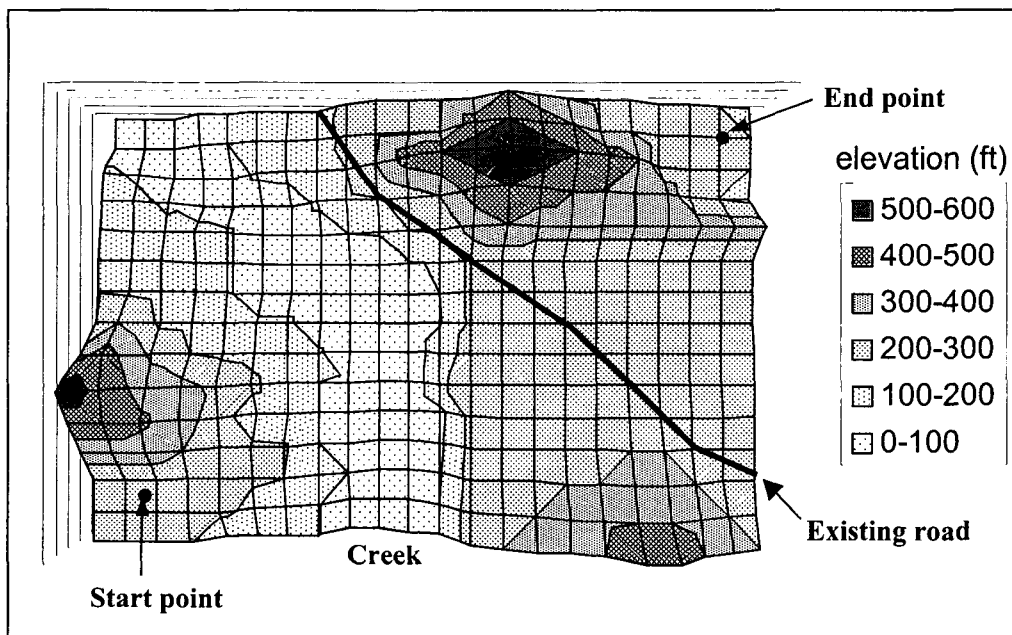 End point
elevation (ft)
500-600
400-500
300-400
200-300
100-200
0-100
Existing road
Creek
Start point